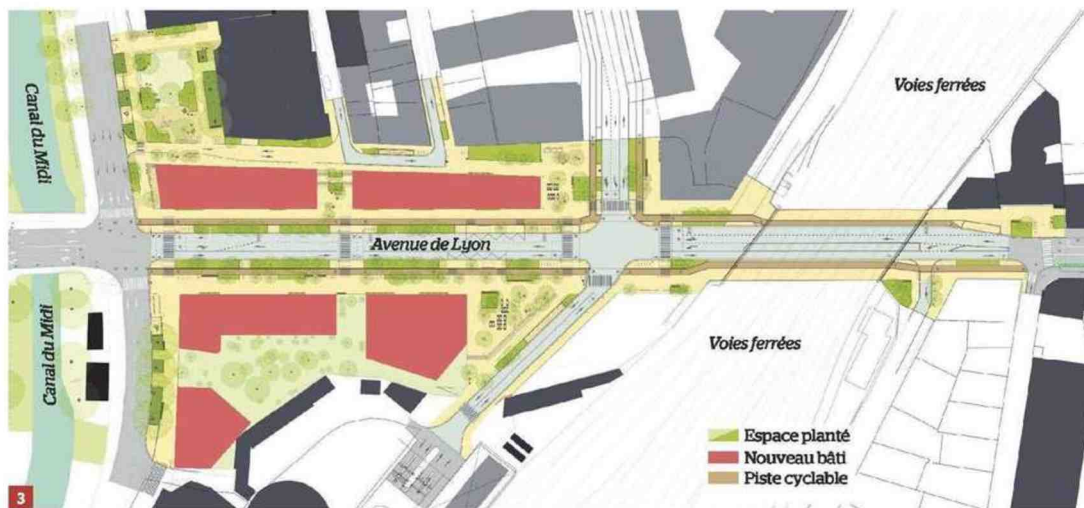 Canal du Midi
Voies ferrées
Avenue de Lyon
Canal du Midi
Voies ferrées
Espace planté
Nouveau bâti
Piste cyclable
3